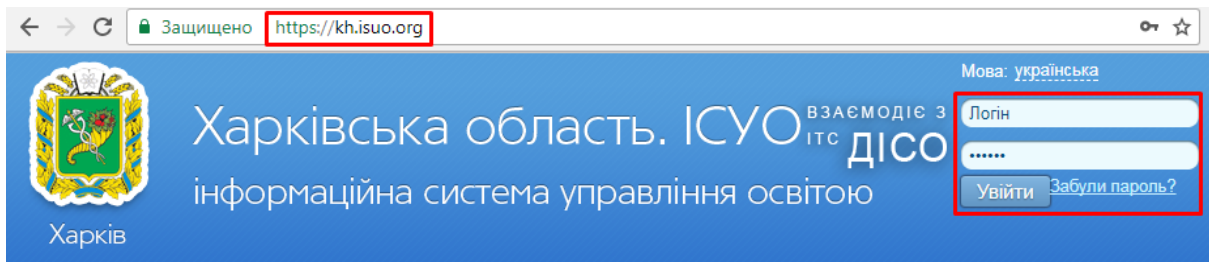 Защищено https://kh.isuo.org
Мова: українська
Харківська область. ІСУО ВЗАЄМОДІЄ З
ІТС ДІСО
Логін
••••••
інформаційна система управління освітою
Увійти Забули пароль?
Харків